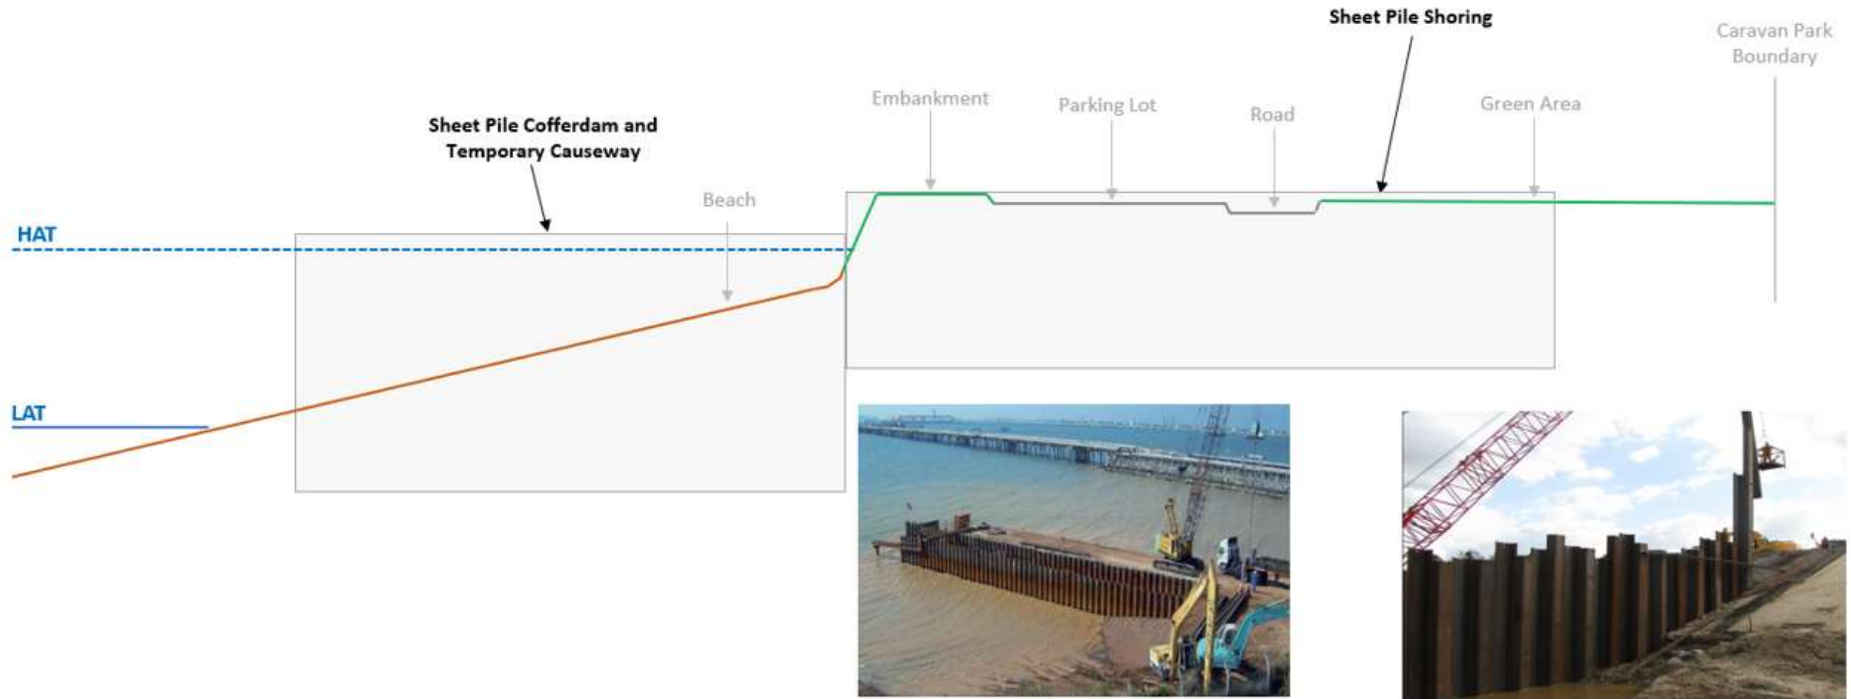 Sheet Pile Shoring
Caravan Park
Boundary
Embankment
Parking Lot
Road
Green Area
Sheet Pile Cofferdam and
Temporary Causeway
Beach
HAT
LAT